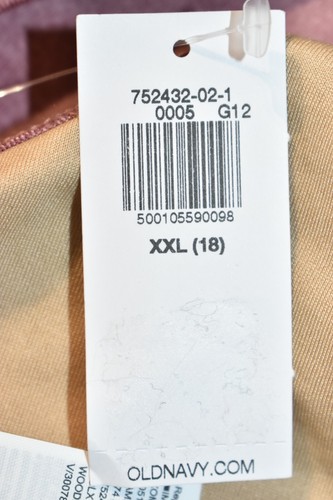 752432-02-1
0005 G12
500105590098
XXL (18)
OLDNAVY.COM